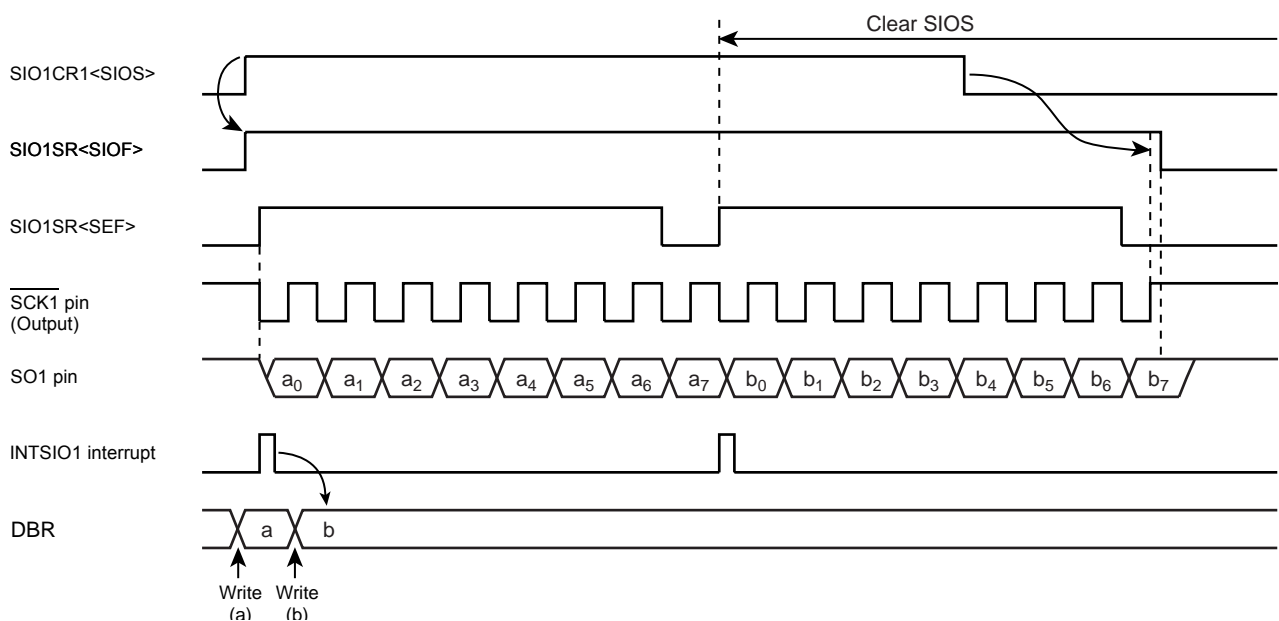 Clear SIOS
SIO1CR1<SIOS>
SIO1SR<SIOF>
SIO1SR<SEF>
SCK1 pin
(Output)
SO1 pin
a0 a1 a2 a3 a4 a5 a6 a7 b0 b1 b2 b3 b4 b5 b6 b7
INTSIO1 interrupt
DBR
a b
Write Write
(a) (b)